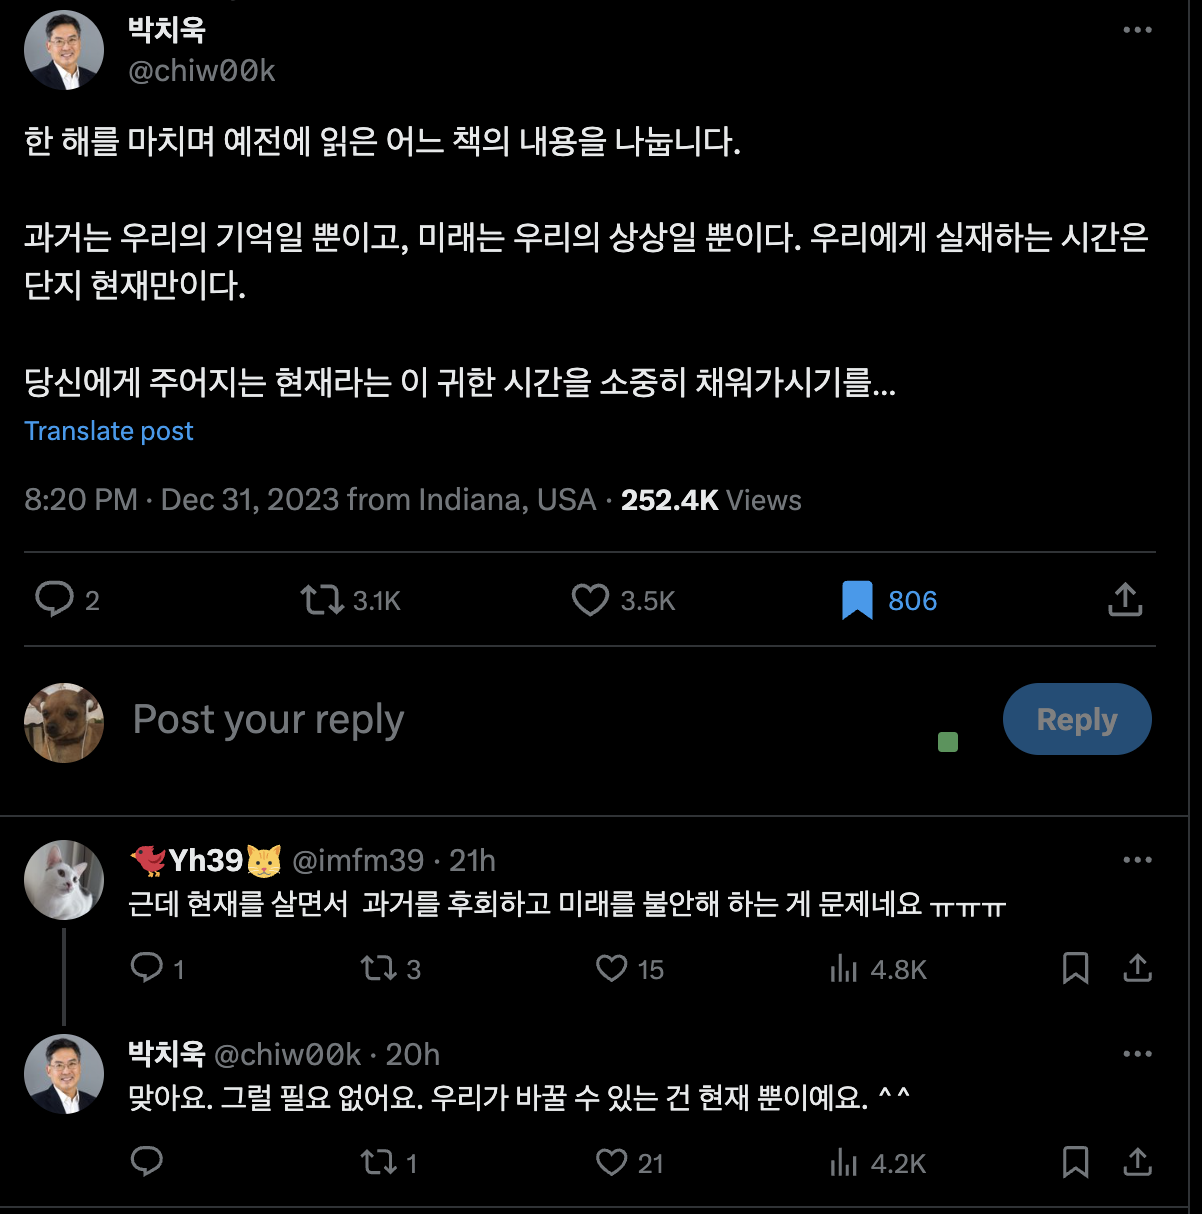 박치욱
@chiw00k
한 해를 마치며 예전에 읽은 어느 책의 내용을 나눕니다.
과거는 우리의 기억일 뿐이고, 미래는 우리의 상상일 뿐이다. 우리에게 실재하는 시간은
단지 현재만이다.
당신에게 주어지는 현재라는 이 귀한 시간을 소중히 채워가시기를...
Translate post
8:20 PM · Dec 31, 2023 from Indiana, USA · 252.4K Views
2 3.1K 3.5K 806
Post your reply
Reply
Yh39 @imfm39 · 21h
근데 현재를 살면서  과거를 후회하고 미래를 불안해 하는 게 문제네요 ㅠㅠㅠ
1 3 15 4.8K
박치욱 @chiw00k · 20h
맞아요. 그럴 필요 없어요. 우리가 바꿀 수 있는 건 현재 뿐이예요. ^^
1 21 4.2K